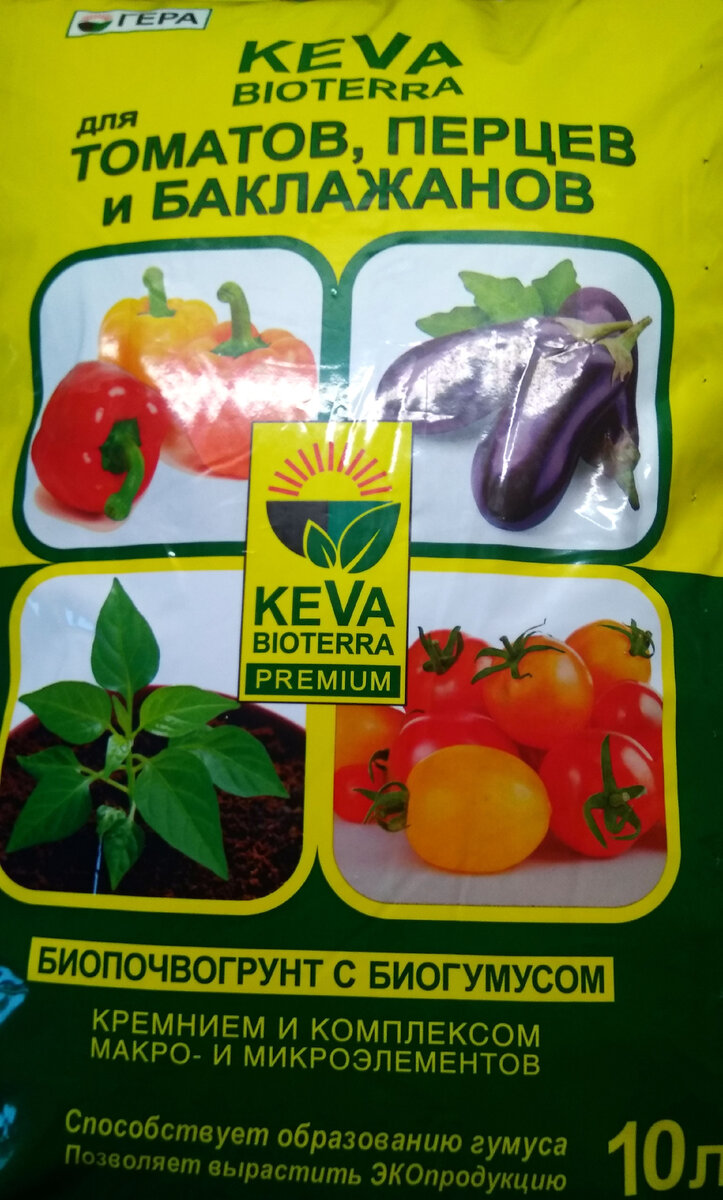 ГЕРА
KEVA
BIOTERRA
для
ТОМАТОВ, ПЕРЦЕВ
и БАКЛАЖАНОВ
KEVA
BIOTERRA
PREMIUM
БИОПОЧВОГРУНТ С БИОГУМУСОМ
КРЕМНИЕМ И КОМПЛЕКСОМ
МАКРО- И МИКРОЭЛЕМЕНТОВ
Способствует образованию гумуса
Позволяет вырастить ЭКОпродукцию
10л